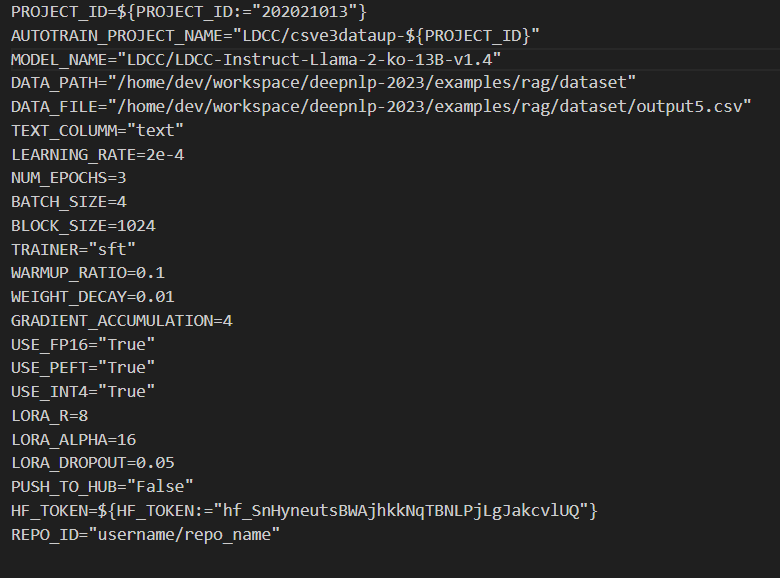 PROJECT_ID=${PROJECT_ID:="202021013"}
AUTOTRAIN_PROJECT_NAME="LDCC/csve3dataup-${PROJECT_ID}"
MODEL_NAME="LDCC/LDCC-Instruct-Llama-2-ko-13B-v1.4"
DATA_PATH="/home/dev/workspace/deepnlp-2023/examples/rag/dataset"
DATA_FILE="/home/dev/workspace/deepnlp-2023/examples/rag/dataset/output5.csv"
TEXT_COLUMM="text"
LEARNING_RATE=2e-4
NUM_EPOCHS=3
BATCH_SIZE=4
BLOCK_SIZE=1024
TRAINER="sft"
WARMUP_RATIO=0.1
WEIGHT_DECAY=0.01
GRADIENT_ACCUMULATION=4
USE_FP16="True"
USE_PEFT="True"
USE_INT4="True"
LORA_R=8
LORA_ALPHA=16
LORA_DROPOUT=0.05
PUSH_TO_HUB="False"
HF_TOKEN=${HF_TOKEN:="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"}
REPO_ID="username/repo_name"